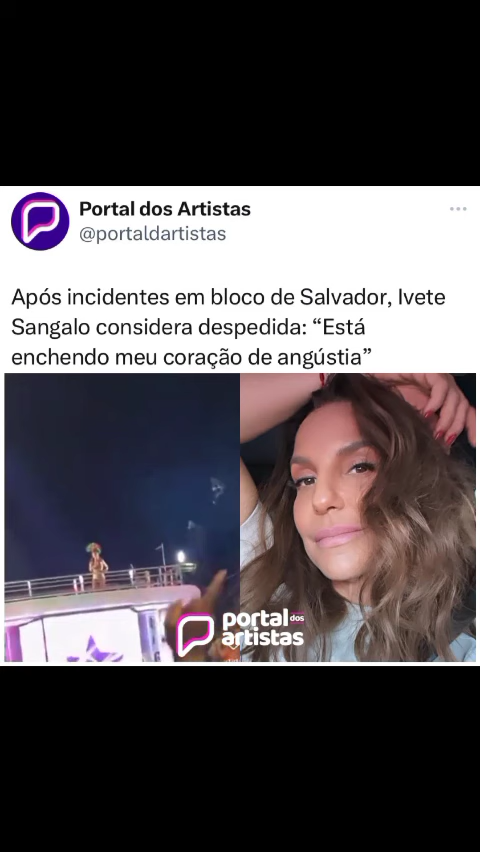 Portal dos Artistas
@portaldartistas
Após incidentes em bloco de Salvador, Ivete
Sangalo considera despedida: “Está
enchendo meu coração de angústia”
portal dos
artistas